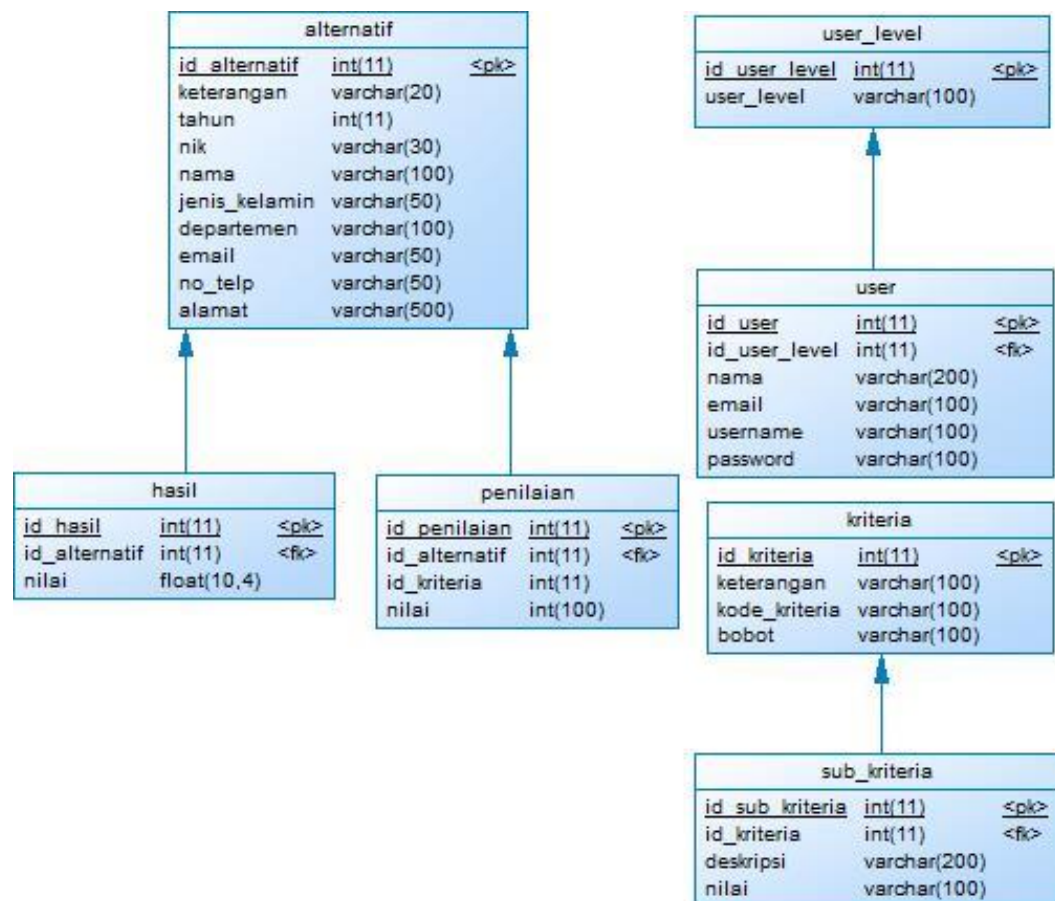 alternatif
id_alternatif int(11) <pk>
keterangan varchar(20)
tahun int(11)
nik varchar(30)
nama varchar(100)
jenis_kelamin varchar(50)
departemen varchar(100)
email varchar(50)
no_telp varchar(50)
alamat varchar(500)
user_level
id_user_level int(11) <pk>
user_level varchar(100)
user
id_user int(11) <pk>
id_user_level int(11) <fk>
nama varchar(200)
email varchar(100)
username varchar(100)
password varchar(100)
hasil
id_hasil int(11) <pk>
id_alternatif int(11) <fk>
nilai float(10,4)
penilaian
id_penilaian int(11) <pk>
id_alternatif int(11) <fk>
id_kriteria int(11)
nilai int(100)
kriteria
id_kriteria int(11) <pk>
keterangan varchar(100)
kode_kriteria varchar(100)
bobot varchar(100)
sub_kriteria
id_sub_kriteria int(11) <pk>
id_kriteria int(11) <fk>
deskripsi varchar(200)
nilai varchar(100)